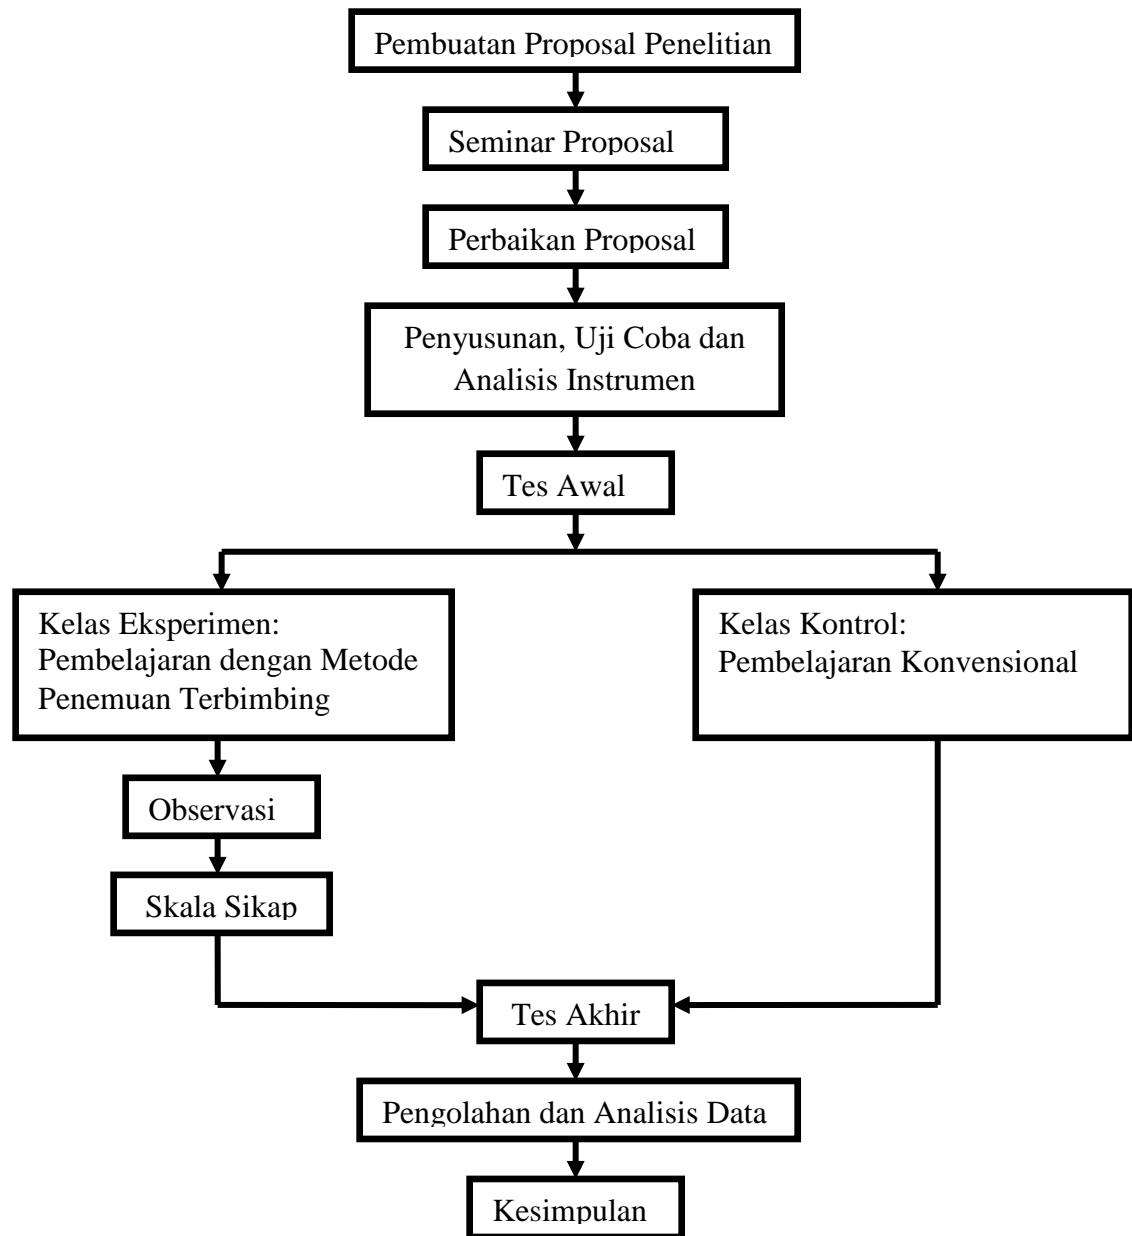 Pembuatan Proposal Penelitian
Seminar Proposal
Perbaikan Proposal
Penyusunan, Uji Coba dan
Analisis Instrumen
Tes Awal
Kelas Eksperimen:
Pembelajaran dengan Metode
Penemuan Terbimbing
Kelas Kontrol:
Pembelajaran Konvensional
Observasi
Skala Sikap
Tes Akhir
Pengolahan dan Analisis Data
Kesimpulan